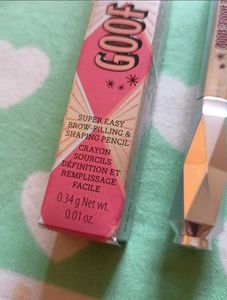 GOOF
SUPER EASY
BROW-FILLING &
SHAPING PENCIL
CRAYON
SOURCILS
DÉFINITION ET
REMPLISSAGE
FACILE
0.34 g Net wt.
0.01 oz.